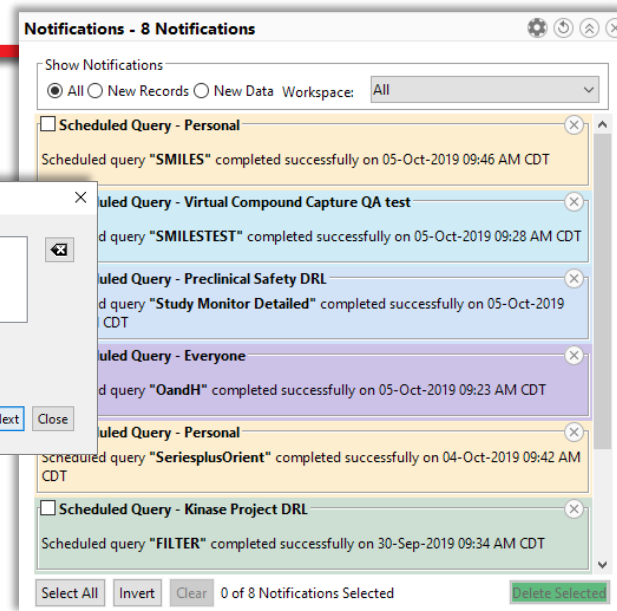 Notifications - 8 Notifications
Show Notifications
All New Records New Data Workspace: All
Scheduled Query - Personal
Scheduled query "SMILES" completed successfully on 05-Oct-2019 09:46 AM CDT
uled Query - Virtual Compound Capture QA test
d query "SMILESTEST" completed successfully on 05-Oct-2019 09:28 AM CDT
uled Query - Preclinical Safety DRL
d query "Study Monitor Detailed" completed successfully on 05-Oct-2019
CDT
uled Query - Everyone
d query "OandH" completed successfully on 05-Oct-2019 09:23 AM CDT
Next Close
uled Query - Personal
Scheduled query "SeriesplusOrient" completed successfully on 04-Oct-2019 09:42 AM
CDT
Scheduled Query - Kinase Project DRL
Scheduled query "FILTER" completed successfully on 30-Sep-2019 09:34 AM CDT
Select All Invert Clear 0 of 8 Notifications Selected Delete Selected